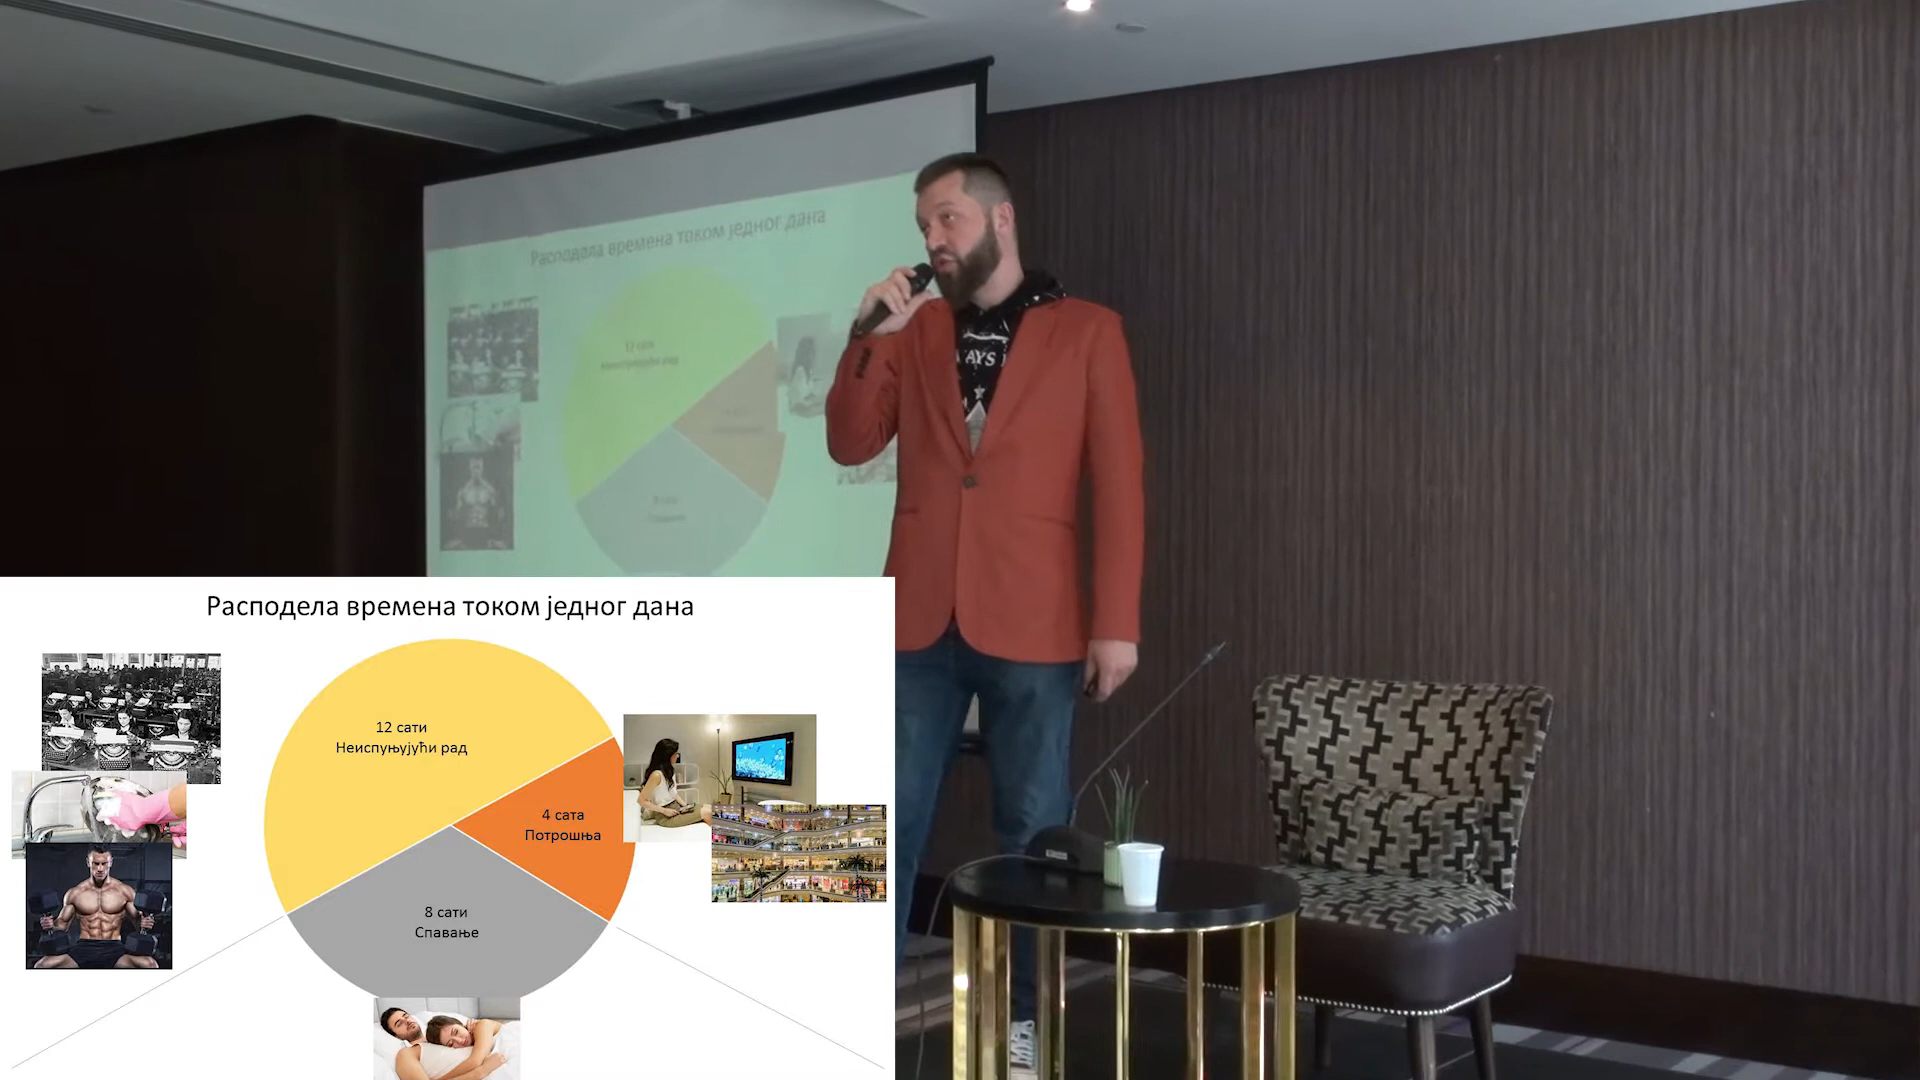 Расподела времена током једног дана
AYS
Расподела времена током једног дана
12 сати
Неиспуњујући рад
4 сата
Потрошња
8 сати
Спавање